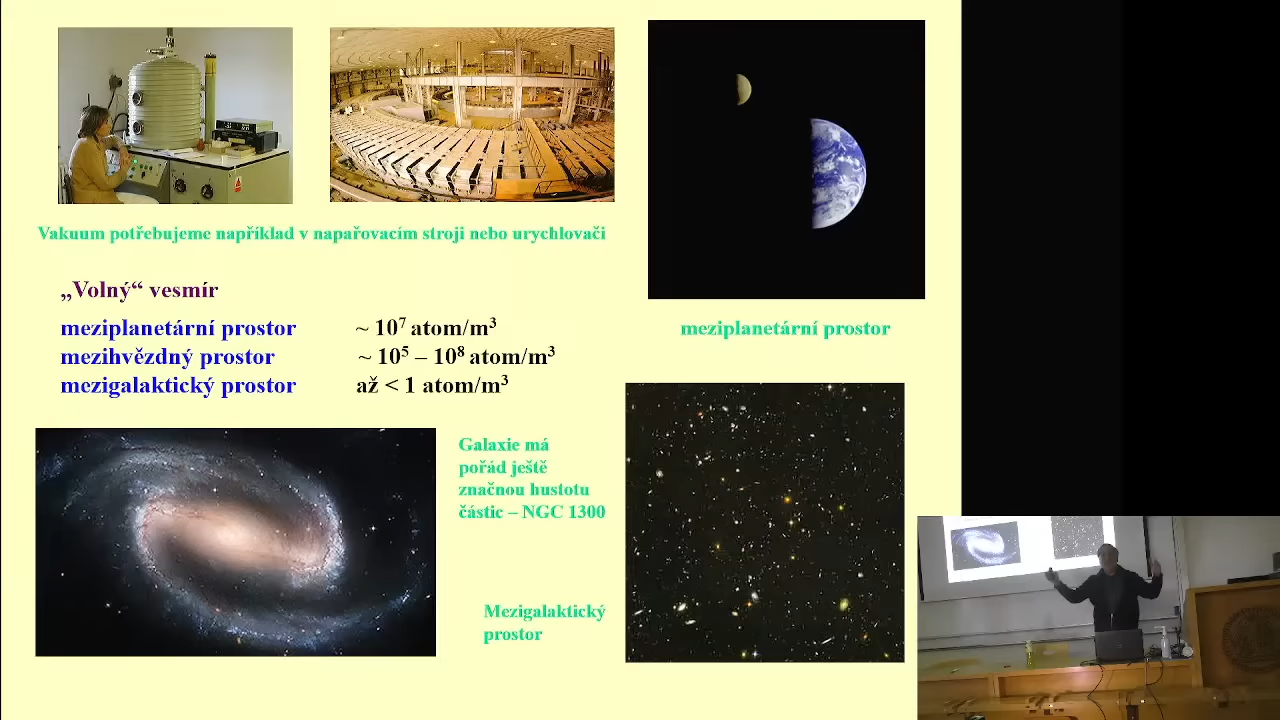 Vakuum potřebujeme například v napařovacím stroji nebo urychlovači
„Volný“ vesmír
meziplanetární prostor ~ 10⁷ atom/m³
mezihvězdný prostor ~ 10⁵ – 10⁸ atom/m³
mezigalaktický prostor až < 1 atom/m³
meziplanetární prostor
Galaxie má
pořád ještě
značnou hustotu
částic – NGC 1300
Mezigalaktický
prostor